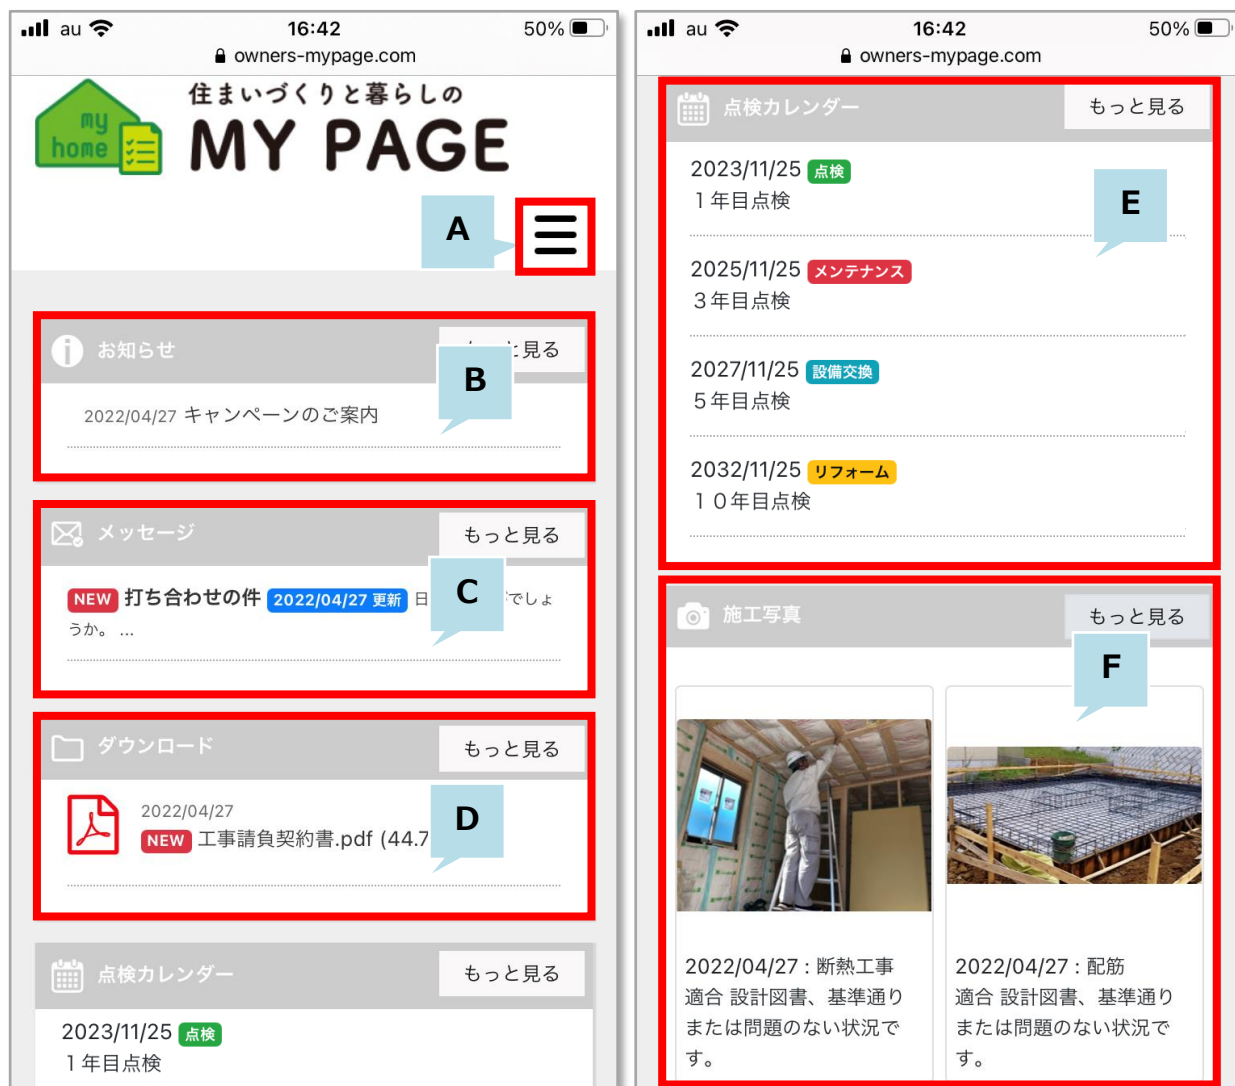 au
16:42
50%
owners-mypage.com
my
home
住まいづくりと暮らしの
MY PAGE
A
お知らせ
と見る
B
2022/04/27 キャンペーンのご案内
メッセージ
もっと見る
C
NEW 打ち合わせの件 2022/04/27 更新 日
でしょ
うか。 ...
ダウンロード
もっと見る
2022/04/27
D
NEW 工事請負契約書.pdf (44.7
点検カレンダー
もっと見る
2023/11/25 点検
1年目点検
au
16:42
50%
owners-mypage.com
点検カレンダー
もっと見る
2023/11/25 点検
1年目点検
E
2025/11/25 メンテナンス
3年目点検
2027/11/25 設備交換
5年目点検
2032/11/25 リフォーム
10年目点検
施工写真
もっと見る
F
2022/04/27 : 断熱工事
適合 設計図書、基準通り
または問題のない状況で
す。
2022/04/27 : 配筋
適合 設計図書、基準通り
または問題のない状況で
す。